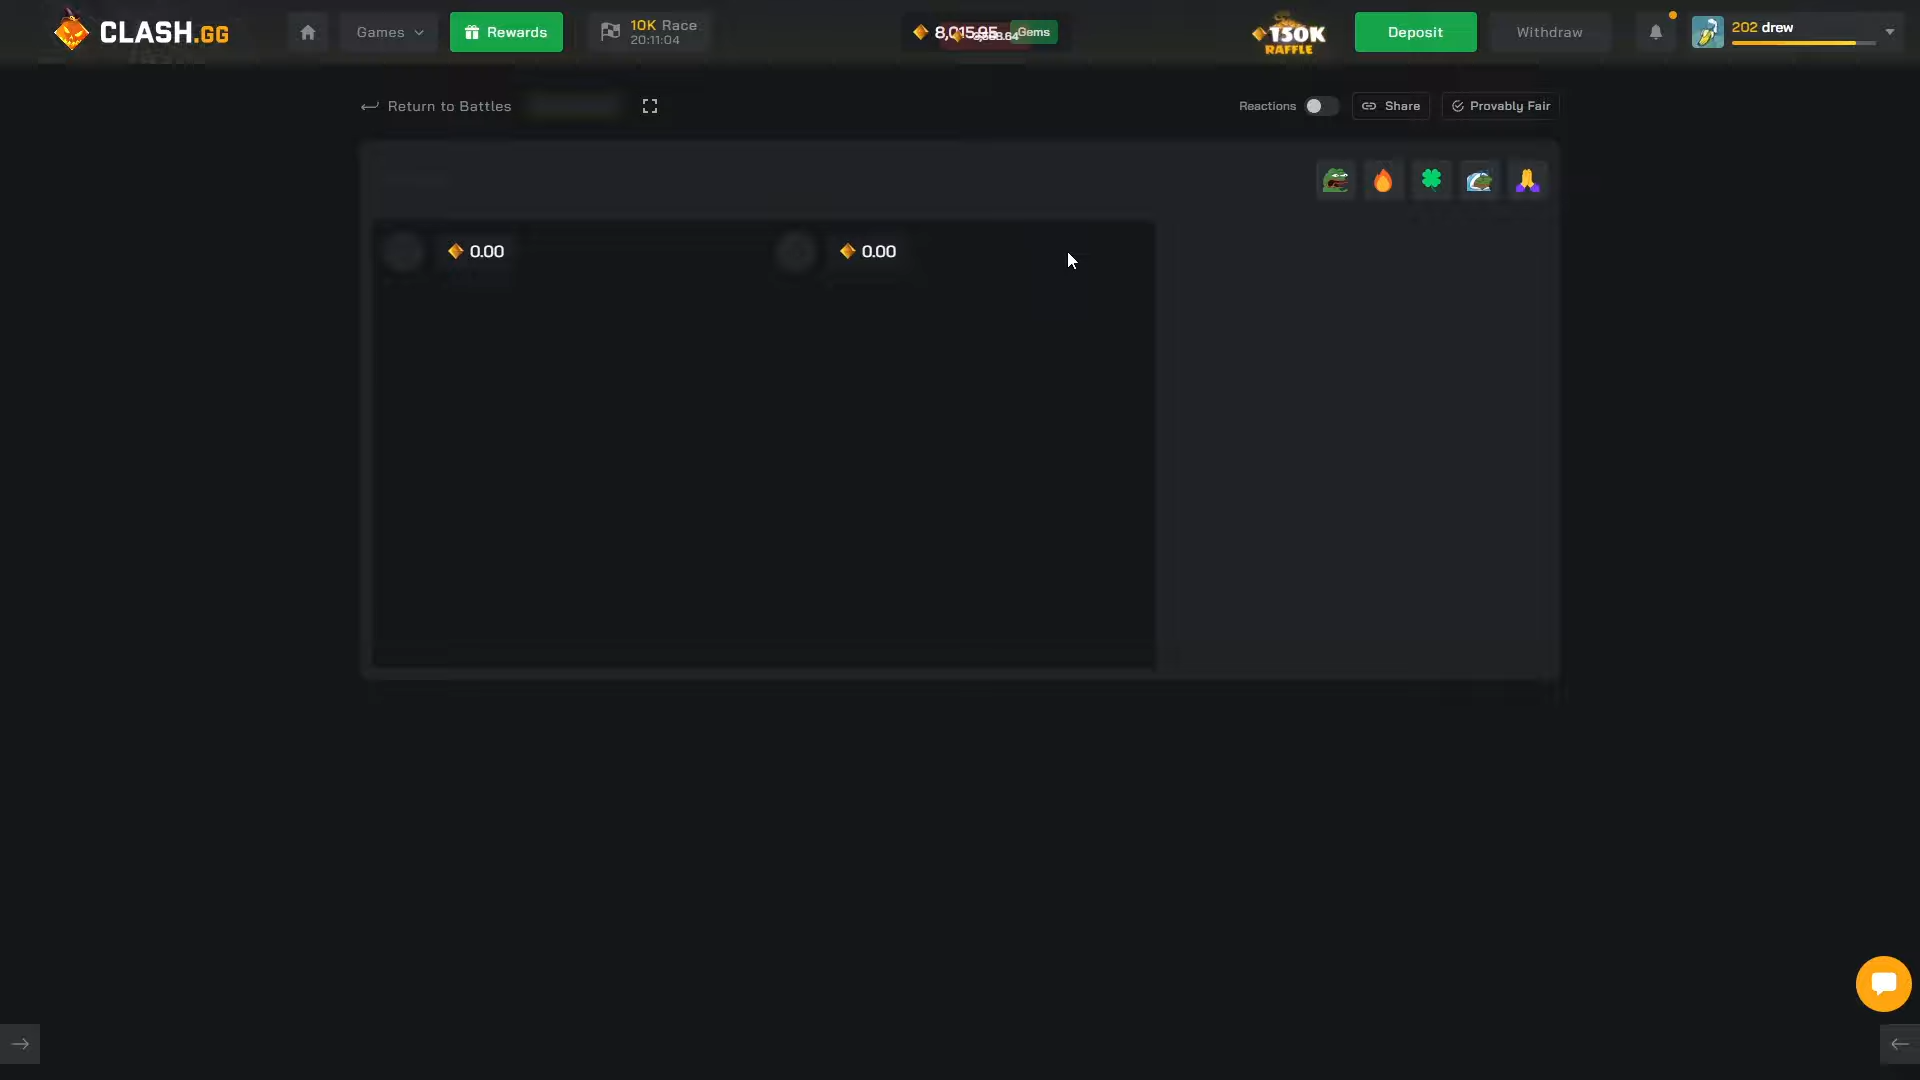 CLASH.GG
Games
Rewards
10K Race
20:11:04
Gems
130K
RAFFLE
Deposit
Withdraw
202 drew
Return to Battles
Reactions
Share
Provably Fair
0.00
0.00